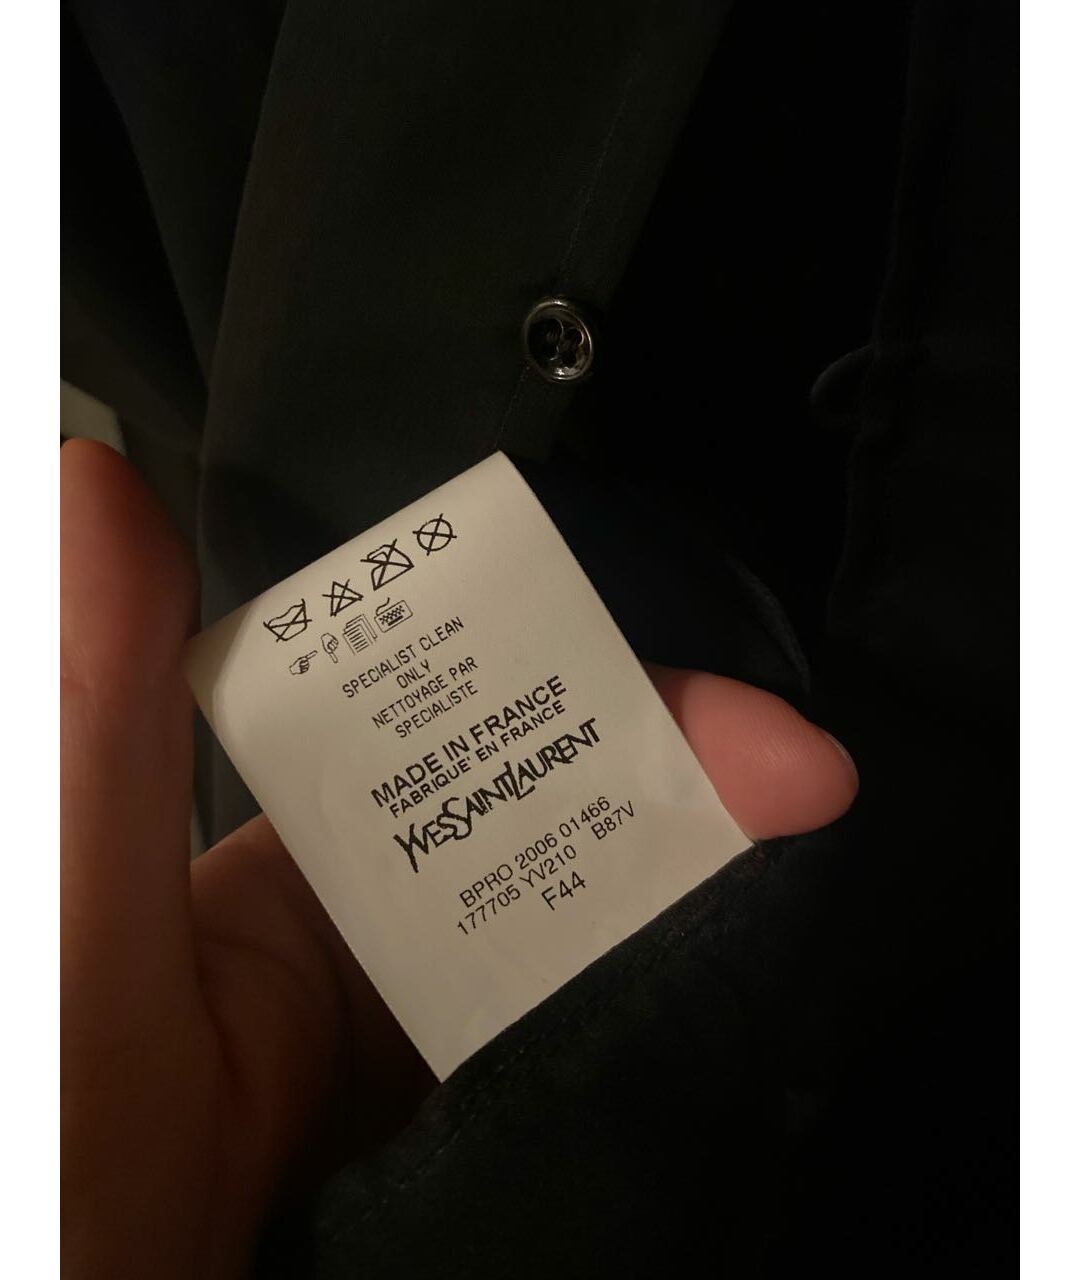 SPECIALIST CLEAN
ONLY
NETTOYAGE PAR
SPECIALISTE
MADE IN FRANCE
FABRIQUE' EN FRANCE
YVESSAINTLAURENT
BPRO 2006 01466
177705 YV210 B87V
F44